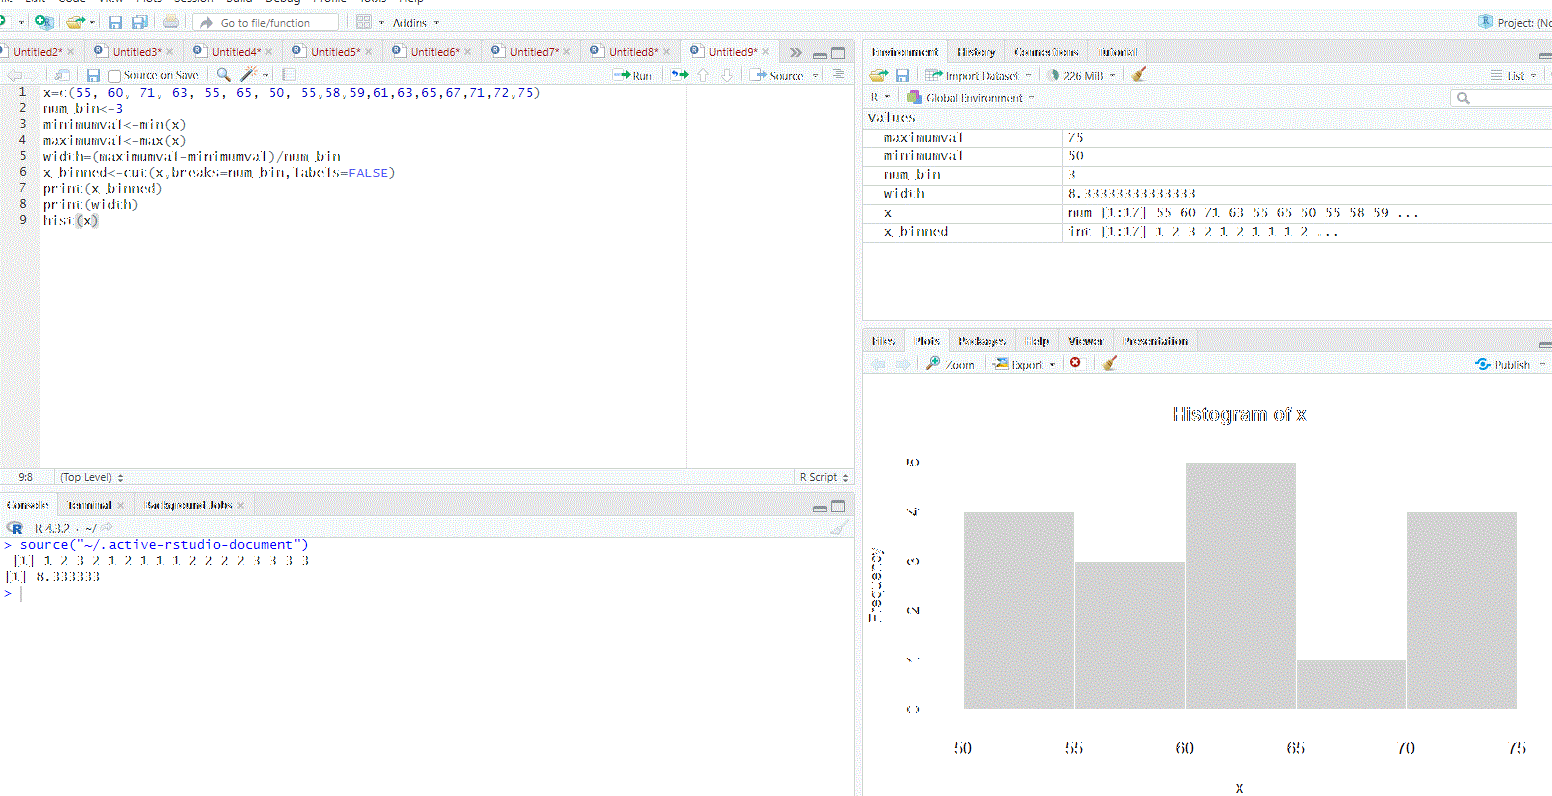 Go to file/function
Addins
Project: (No
Untitled2*
Untitled3*
Untitled4*
Untitled5*
Untitled6*
Untitled7*
Untitled8*
Untitled9*
Source on Save
Run
Source
1 x=c(55, 60, 71, 63, 55, 65, 50, 55,58,59,61,63,65,67,71,72,75)
2 num_bin<-3
3 minimumval<-min(x)
4 maximumval<-max(x)
5 width=(maximumval-minimumval)/num_bin
6 x_binned<-cut(x,breaks=num_bin,labels=FALSE)
7 print(x_binned)
8 print(width)
9 hist(x)
9:8
(Top Level)
R Script
Console
Terminal
Background Jobs
R 4.3.2 · ~/
> source("~/.active-rstudio-document")
[1] 1 2 3 2 1 2 1 1 1 2 2 2 2 3 3 3 3
[1] 8.333333
>
Environment
History
Connections
Tutorial
Import Dataset
226 MiB
List
R
Global Environment
Values
maximumval 75
minimumval 50
num_bin 3
width 8.33333333333333
x num [1:17] 55 60 71 63 55 65 50 55 58 59 ...
x_binned int [1:17] 1 2 3 2 1 2 1 1 1 2 ...
Files
Plots
Packages
Help
Viewer
Presentation
Zoom
Export
Publish
Histogram of x
Frequency
5
4
3
2
1
0
50 55 60 65 70 75
x